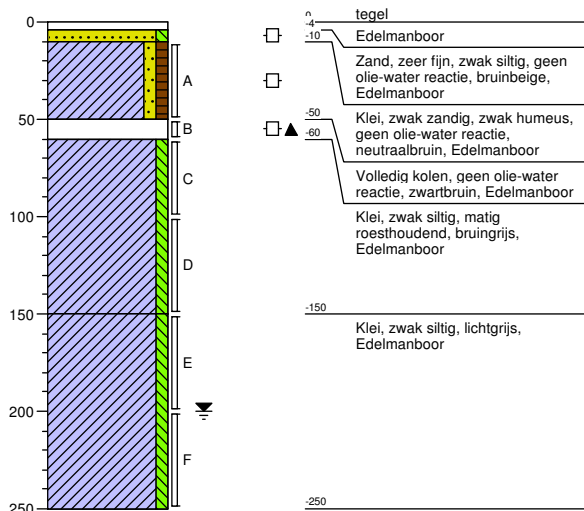 0
50
100
150
200
250
A
B
C
D
E
F
0
tegel
-4
Edelmanboor
-10
Zand, zeer fijn, zwak siltig, geen
olie-water reactie, bruinbeige,
Edelmanboor
-50
Klei, zwak zandig, zwak humeus,
geen olie-water reactie,
neutraalbruin, Edelmanboor
-60
Volledig kolen, geen olie-water
reactie, zwartbruin, Edelmanboor
Klei, zwak siltig, matig
roesthoudend, bruingrijs,
Edelmanboor
-150
Klei, zwak siltig, lichtgrijs,
Edelmanboor
-250